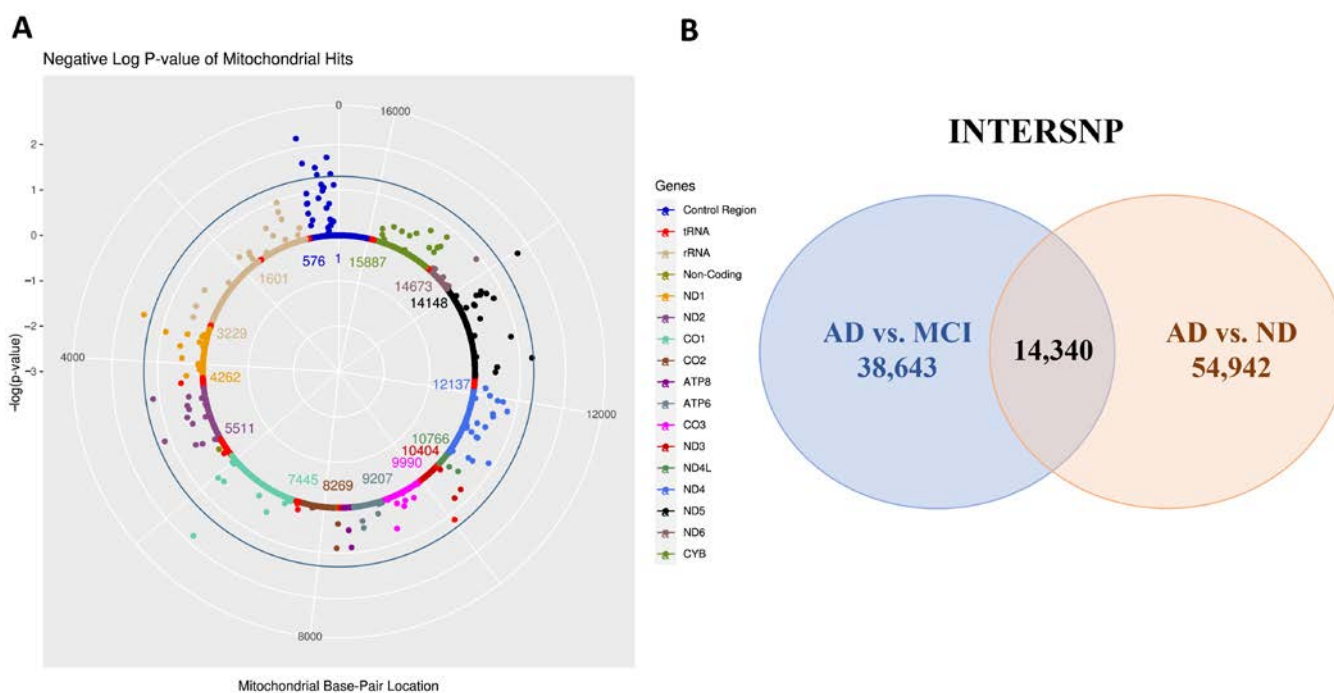 A
Negative Log P-value of Mitochondrial Hits
0
16000
2
1
0
−1
−2
−3
−log(p-value)
576
1
15887
1601
14673
14148
3229
4000
4262
12137
12000
5511
10766
10404
9990
7445
8269
9207
8000
Mitochondrial Base-Pair Location
Genes
Control Region
tRNA
rRNA
Non-Coding
ND1
ND2
CO1
CO2
ATP8
ATP6
CO3
ND3
ND4L
ND4
ND5
ND6
CYB
B
INTERSNP
AD vs. MCI
38,643
14,340
AD vs. ND
54,942